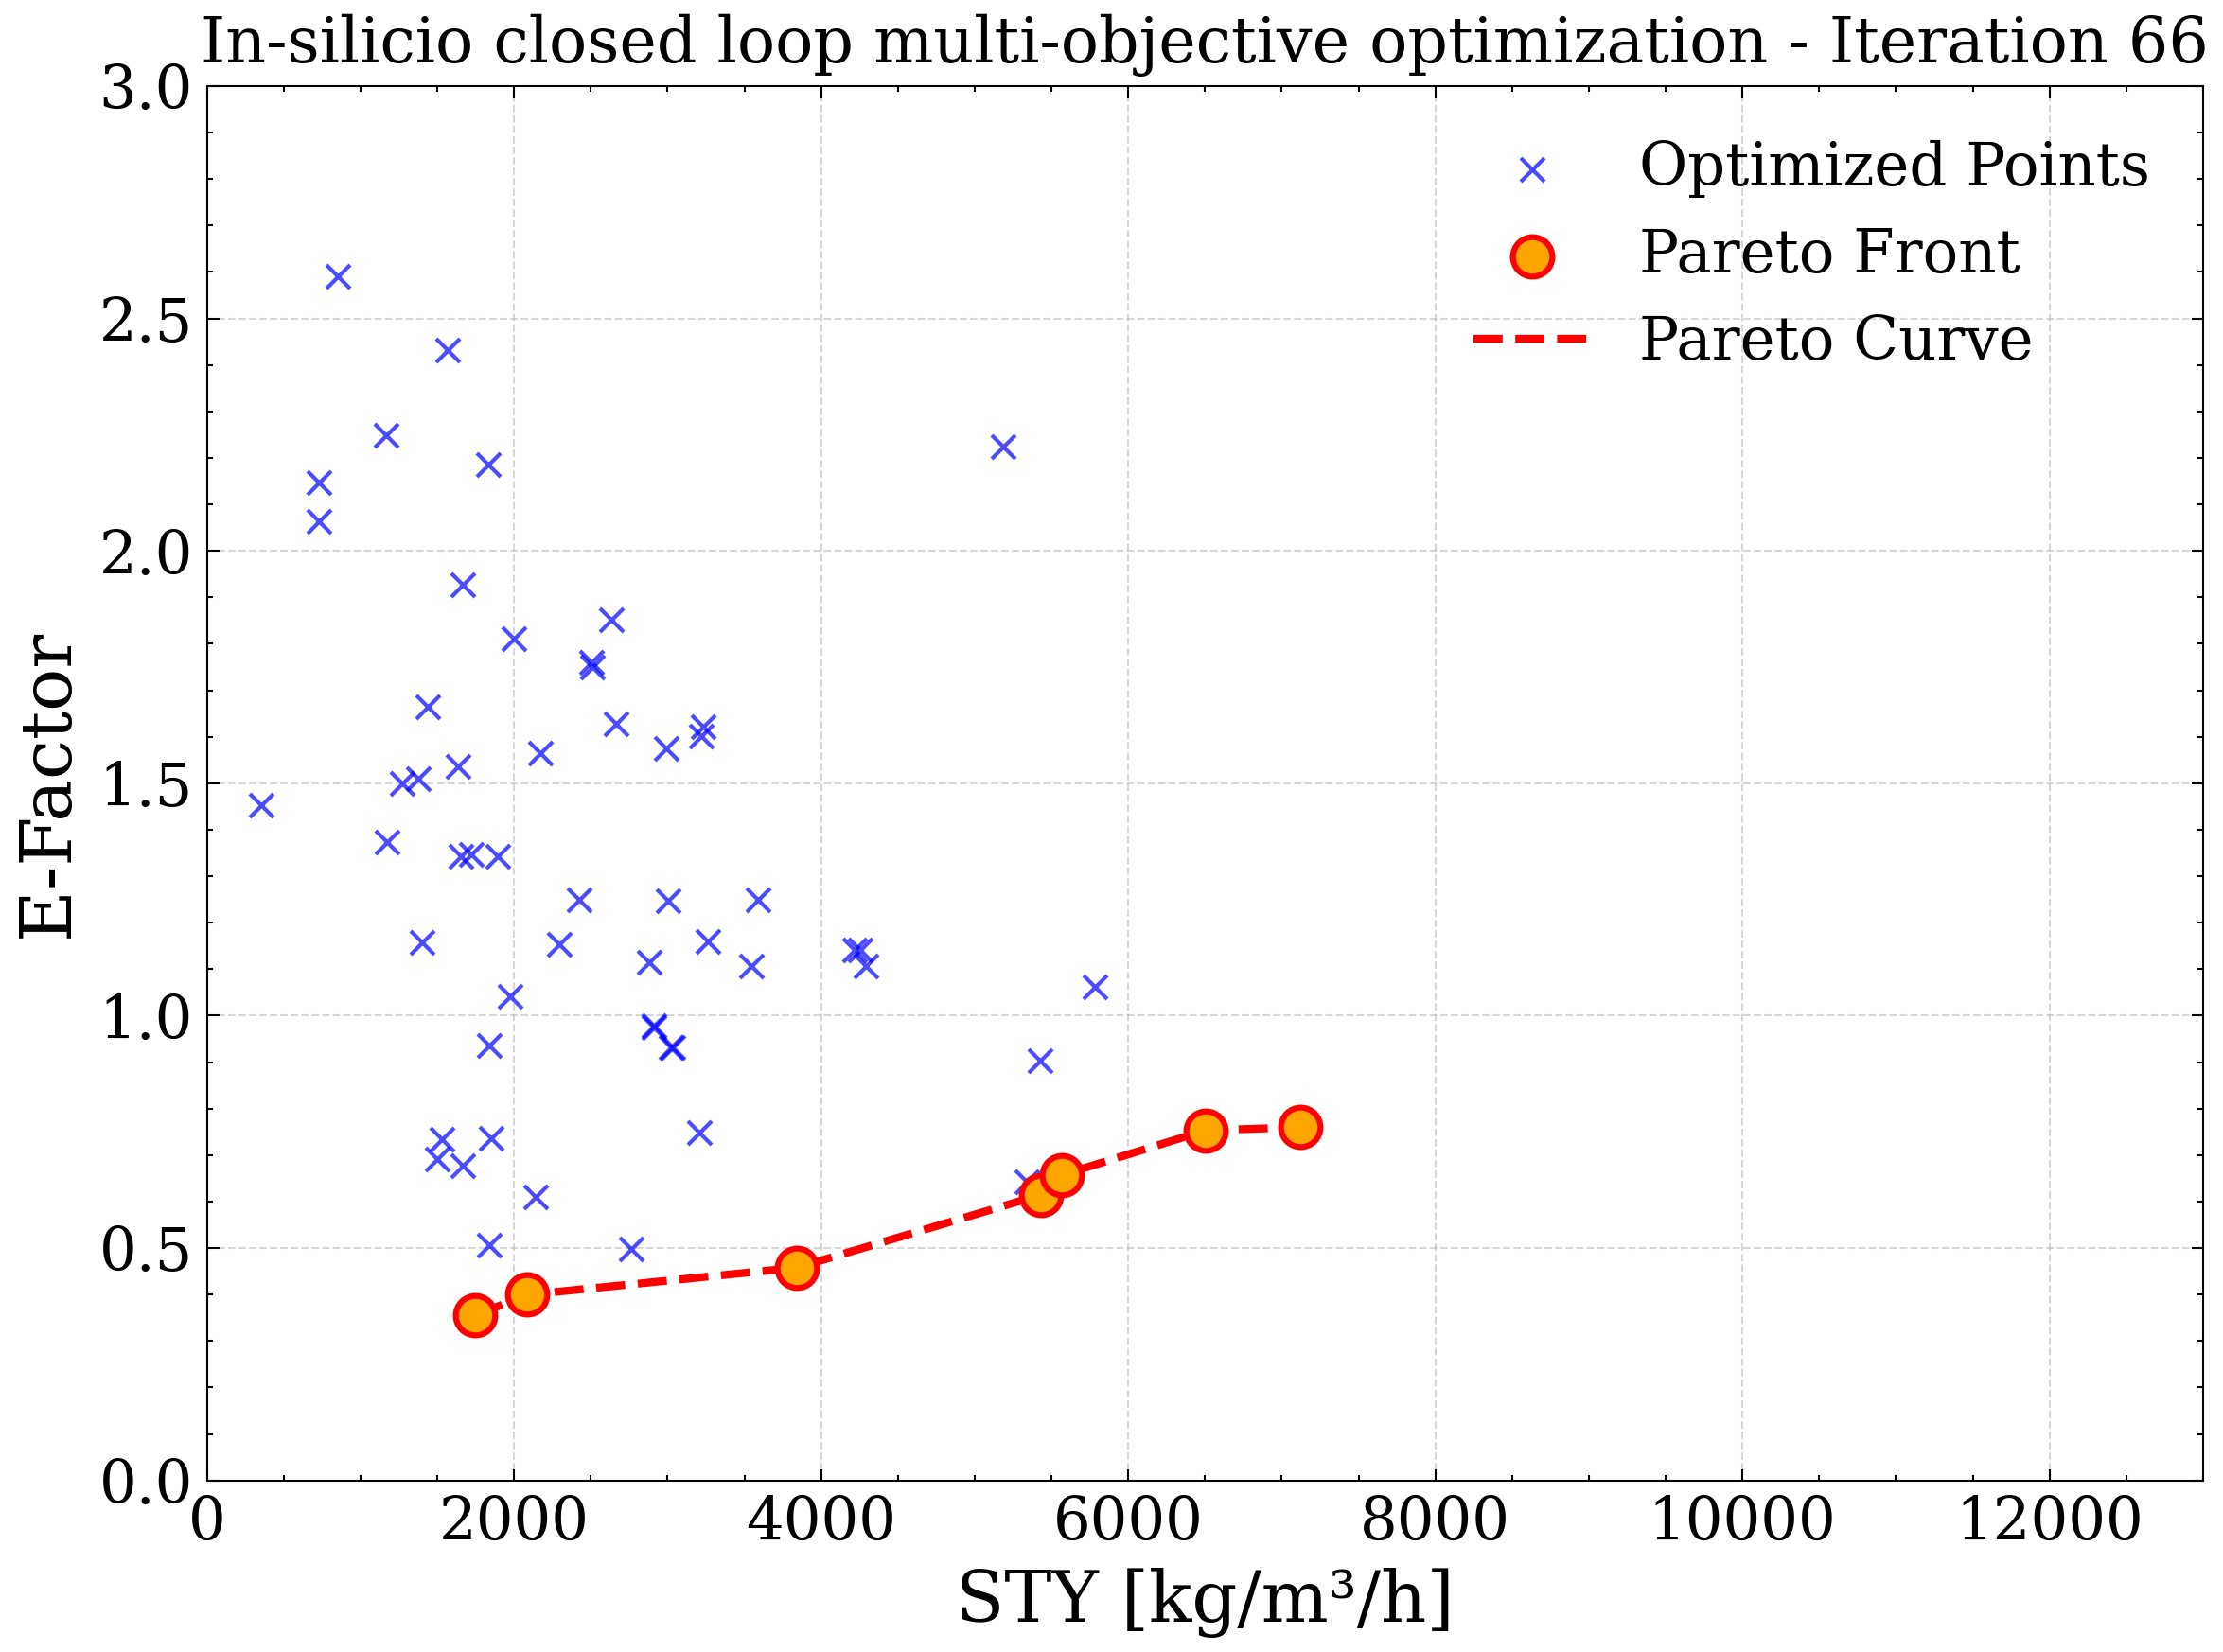 In-silicio closed loop multi-objective optimization - Iteration 66
3.0
2.5
2.0
1.5
1.0
0.5
0.0
E-Factor
Optimized Points
Pareto Front
Pareto Curve
0 2000 4000 6000 8000 10000 12000
STY [kg/m³/h]